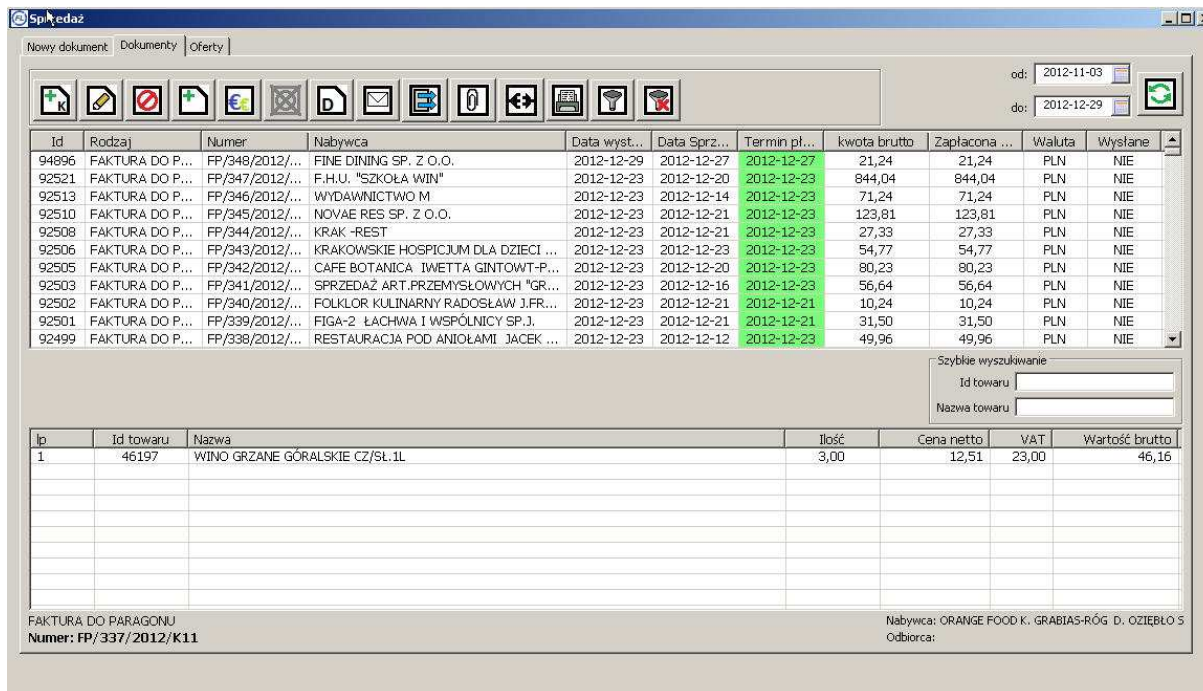 Sprzedaż
Nowy dokument Dokumenty Oferty
od: 2012-11-03
do: 2012-12-29
K €€ D €
Id Rodzaj Numer Nabywca Data wyst... Data Sprz... Termin pł... kwota brutto Zapłacona ... Waluta Wysłane
94896 FAKTURA DO P... FP/348/2012/... FINE DINING SP. Z O.O. 2012-12-29 2012-12-27 2012-12-27 21,24 21,24 PLN NIE
92521 FAKTURA DO P... FP/347/2012/... F.H.U. "SZKOŁA WIN" 2012-12-23 2012-12-20 2012-12-23 844,04 844,04 PLN NIE
92513 FAKTURA DO P... FP/346/2012/... WYDAWNICTWO M 2012-12-23 2012-12-14 2012-12-23 71,24 71,24 PLN NIE
92510 FAKTURA DO P... FP/345/2012/... NOVAE RES SP. Z O.O. 2012-12-23 2012-12-21 2012-12-23 123,81 123,81 PLN NIE
92508 FAKTURA DO P... FP/344/2012/... KRAK -REST 2012-12-23 2012-12-21 2012-12-23 27,33 27,33 PLN NIE
92506 FAKTURA DO P... FP/343/2012/... KRAKOWSKIE HOSPICJUM DLA DZIECI ... 2012-12-23 2012-12-23 2012-12-23 54,77 54,77 PLN NIE
92505 FAKTURA DO P... FP/342/2012/... CAFE BOTANICA IWETTA GINTOWT-P... 2012-12-23 2012-12-20 2012-12-23 80,23 80,23 PLN NIE
92503 FAKTURA DO P... FP/341/2012/... SPRZEDAŻ ART.PRZEMYSŁOWYCH "GR... 2012-12-23 2012-12-16 2012-12-23 56,64 56,64 PLN NIE
92502 FAKTURA DO P... FP/340/2012/... FOLKLOR KULINARNY RADOSŁAW J.FR... 2012-12-23 2012-12-21 2012-12-21 10,24 10,24 PLN NIE
92501 FAKTURA DO P... FP/339/2012/... FIGA-2 ŁACHWA I WSPÓLNICY SP.J. 2012-12-23 2012-12-21 2012-12-21 31,50 31,50 PLN NIE
92499 FAKTURA DO P... FP/338/2012/... RESTAURACJA POD ANIOŁAMI JACEK ... 2012-12-23 2012-12-12 2012-12-23 49,96 49,96 PLN NIE
Szybkie wyszukiwanie
Id towaru
Nazwa towaru
lp Id towaru Nazwa Ilość Cena netto VAT Wartość brutto
1 46197 WINO GRZANE GÓRALSKIE CZ/SŁ.1L 3,00 12,51 23,00 46,16
FAKTURA DO PARAGONU
Numer: FP/337/2012/K11
Nabywca: ORANGE FOOD K. GRABIAS-RÓG D. OZIĘBŁO S
Odbiorca: